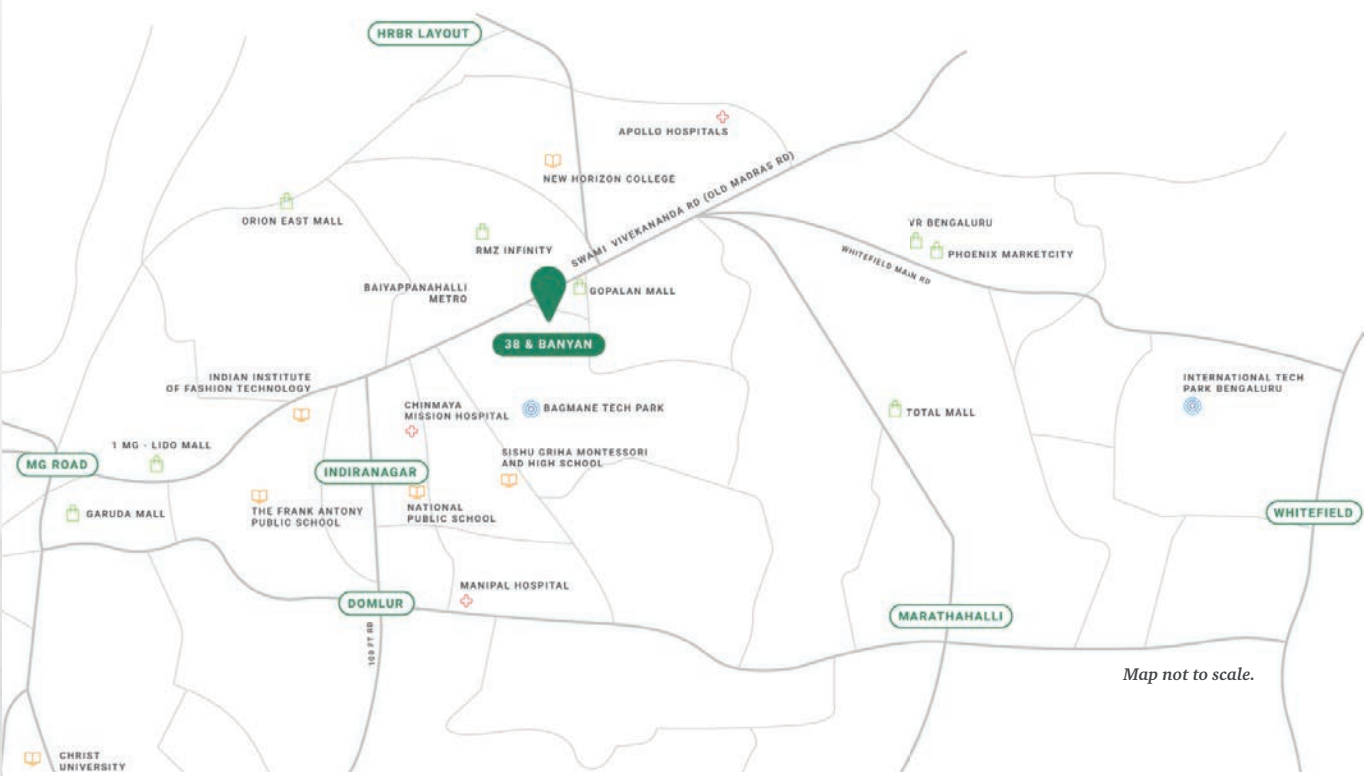 HRBR LAYOUT
APOLLO HOSPITALS
NEW HORIZON COLLEGE
SWAMI VIVEKANANDA RD (OLD MADRAS RD)
ORION EAST MALL
RMZ INFINITY
VR BENGALURU
PHOENIX MARKETCITY
WHITEFIELD MAIN RD
BAIYAPPANAHALLI
METRO
GOPALAN MALL
38 & BANYAN
INDIAN INSTITUTE
OF FASHION TECHNOLOGY
CHINMAYA
MISSION HOSPITAL
BAGMANE TECH PARK
TOTAL MALL
INTERNATIONAL TECH
PARK BENGALURU
1 MG - LIDO MALL
MG ROAD
INDIRANAGAR
SISHU GRIHA MONTESSORI
AND HIGH SCHOOL
GARUDA MALL
THE FRANK ANTONY
PUBLIC SCHOOL
NATIONAL
PUBLIC SCHOOL
WHITEFIELD
MANIPAL HOSPITAL
DOMLUR
MARATHAHALLI
100 FT RD
Map not to scale.
CHRIST
UNIVERSITY